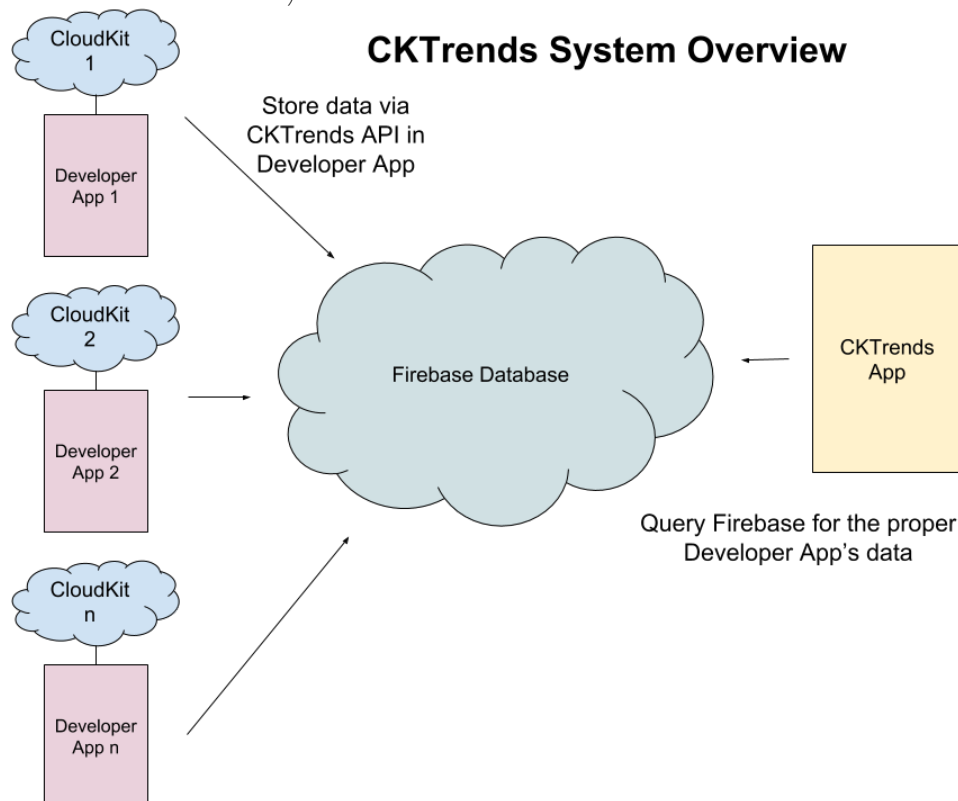 CKTrends System Overview
CloudKit
1
Developer
App 1
Store data via
CKTrends API in
Developer App
CloudKit
2
Developer
App 2
Firebase Database
CKTrends
App
Query Firebase for the proper
Developer App's data
CloudKit
n
Developer
App n